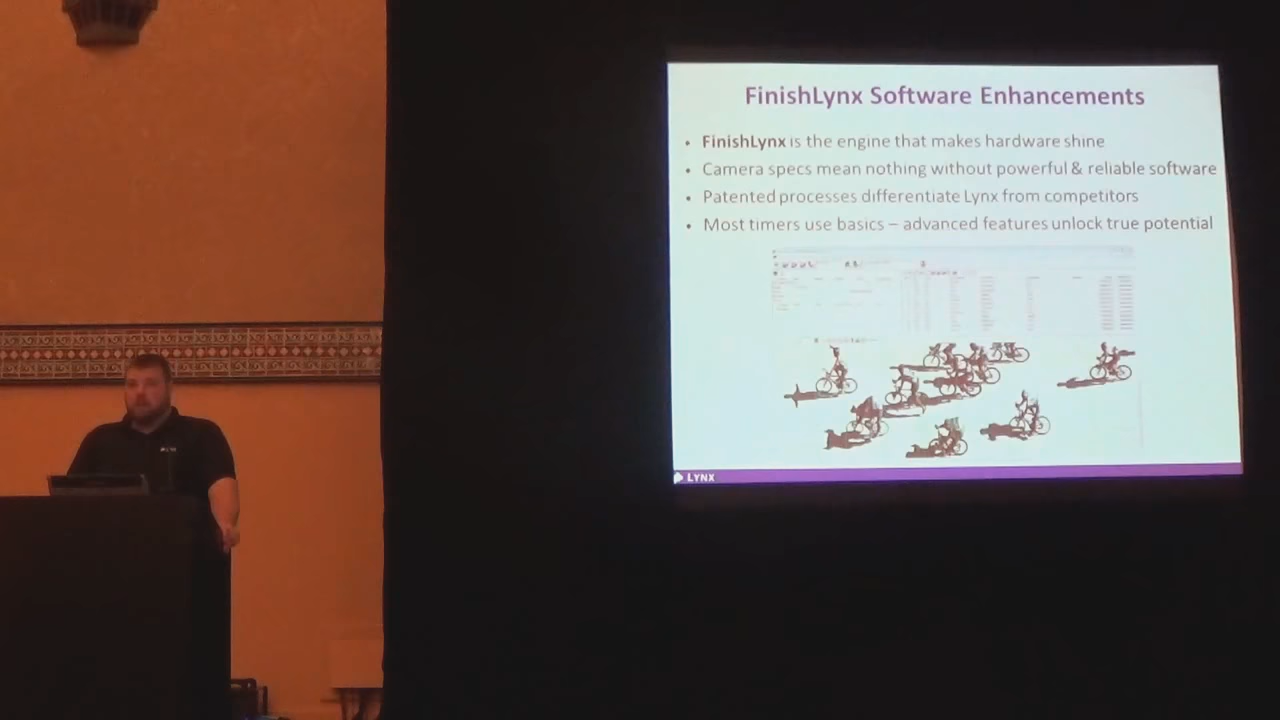 FinishLynx Software Enhancements
• FinishLynx is the engine that makes hardware shine
• Camera specs mean nothing without powerful & reliable software
• Patented processes differentiate Lynx from competitors
• Most timers use basics – advanced features unlock true potential
LYNX